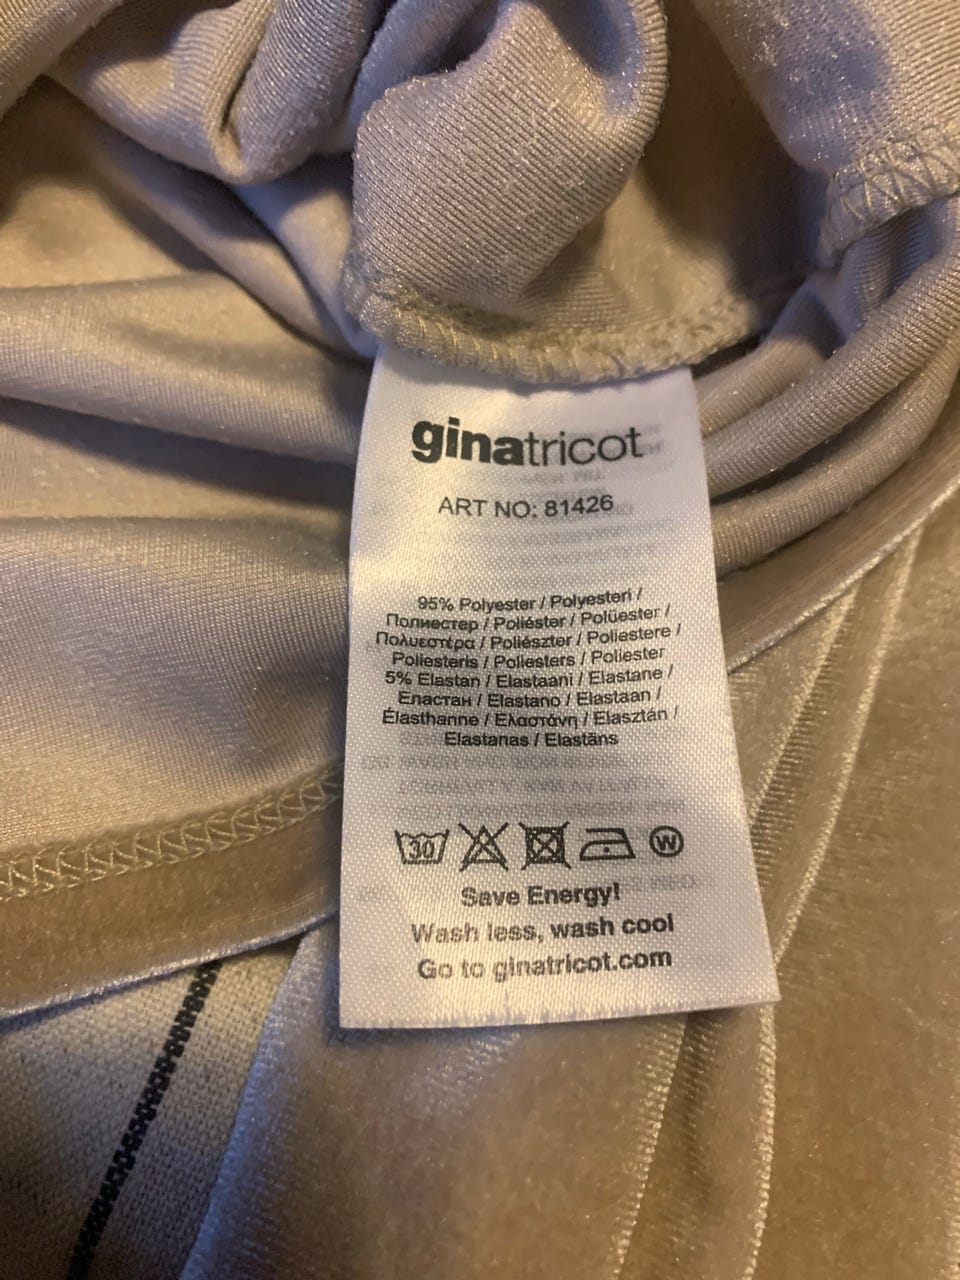 ginatricot
ART NO: 81426
95% Polyester / Polyesteri /
Полиестер / Poliéster / Polüester /
Πολυεστέρα / Poliészter / Poliestere /
Poliesteris / Poliesters / Poliester
5% Elastan / Elastaani / Elastane /
Еластан / Elastano / Elastaan /
Élasthanne / Ελαστάνη / Elasztán /
Elastanas / Elastāns
30 W
Save Energy!
Wash less, wash cool
Go to ginatricot.com